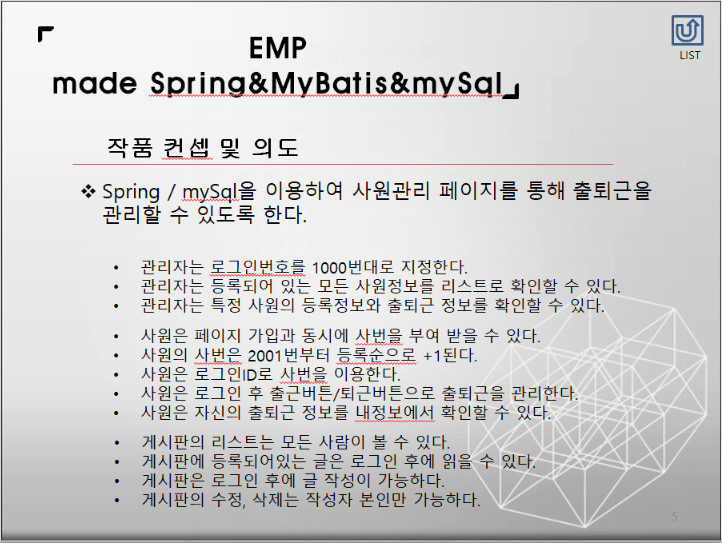 EMP
made Spring&MyBatis&mySql
LIST
작품 컨셉 및 의도
❖ Spring / mySql을 이용하여 사원관리 페이지를 통해 출퇴근을
관리할 수 있도록 한다.
• 관리자는 로그인번호를 1000번대로 지정한다.
• 관리자는 등록되어 있는 모든 사원정보를 리스트로 확인할 수 있다.
• 관리자는 특정 사원의 등록정보와 출퇴근 정보를 확인할 수 있다.
• 사원은 페이지 가입과 동시에 사번을 부여 받을 수 있다.
• 사원의 사번은 2001번부터 등록순으로 +1된다.
• 사원은 로그인ID로 사번을 이용한다.
• 사원은 로그인 후 출근버튼/퇴근버튼으로 출퇴근을 관리한다.
• 사원은 자신의 출퇴근 정보를 내정보에서 확인할 수 있다.
• 게시판의 리스트는 모든 사람이 볼 수 있다.
• 게시판에 등록되어있는 글은 로그인 후에 읽을 수 있다.
• 게시판은 로그인 후에 글 작성이 가능하다.
• 게시판의 수정, 삭제는 작성자 본인만 가능하다.
5